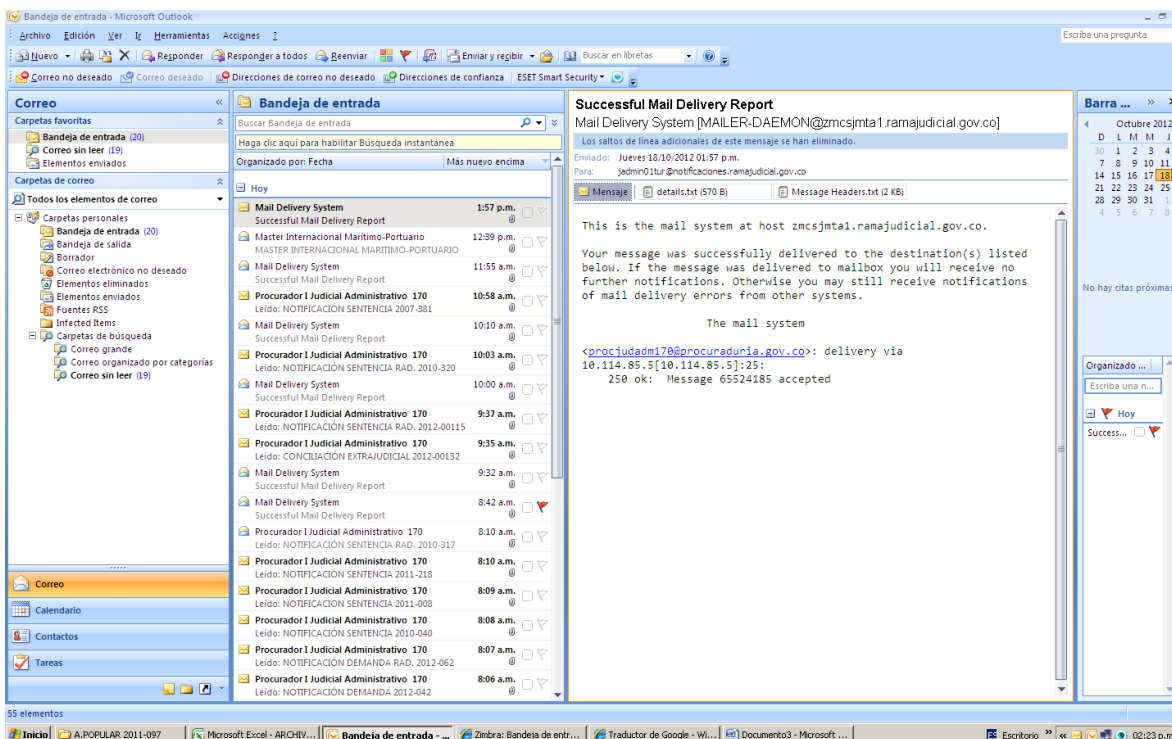 Bandeja de entrada - Microsoft Outlook
Archivo Edición Ver Ir Herramientas Acciones ?
Escriba una pregunta
Nuevo Responder Responder a todos Reenviar Enviar y recibir Buscar en libretas
Correo no deseado Correo deseado Direcciones de correo no deseado Direcciones de confianza ESET Smart Security
Correo «
Carpetas favoritas
Bandeja de entrada (20)
Correo sin leer (19)
Elementos enviados
Carpetas de correo
Todos los elementos de correo
Carpetas personales
Bandeja de entrada (20)
Bandeja de salida
Borrador
Correo electrónico no deseado
Elementos eliminados
Elementos enviados
Fuentes RSS
Infected Items
Carpetas de búsqueda
Correo grande
Correo organizado por categorías
Correo sin leer (19)
Correo
Calendario
Contactos
Tareas
Bandeja de entrada
Buscar Bandeja de entrada
Haga clic aquí para habilitar Búsqueda instantánea
Organizado por: Fecha Más nuevo encima
Hoy
Mail Delivery System 1:57 p.m.
Successful Mail Delivery Report
Master Internacional Marítimo-Portuario 12:39 p.m.
MASTER INTERNACIONAL MARITIMO-PORTUARIO
Mail Delivery System 11:55 a.m.
Successful Mail Delivery Report
Procurador I Judicial Administrativo 170 10:58 a.m.
Leído: NOTIFICACIÓN SENTENCIA 2007-381
Mail Delivery System 10:10 a.m.
Successful Mail Delivery Report
Procurador I Judicial Administrativo 170 10:03 a.m.
Leído: NOTIFICACIÓN SENTENCIA RAD. 2010-320
Mail Delivery System 10:00 a.m.
Successful Mail Delivery Report
Procurador I Judicial Administrativo 170 9:37 a.m.
Leído: NOTIFICACIÓN SENTENCIA RAD. 2012-00115
Procurador I Judicial Administrativo 170 9:35 a.m.
Leído: CONCILIACIÓN EXTRAJUDICIAL 2012-00132
Mail Delivery System 9:32 a.m.
Successful Mail Delivery Report
Mail Delivery System 8:42 a.m.
Successful Mail Delivery Report
Procurador I Judicial Administrativo 170 8:10 a.m.
Leído: NOTIFICACIÓN SENTENCIA RAD. 2010-317
Procurador I Judicial Administrativo 170 8:10 a.m.
Leído: NOTIFICACIÓN SENTENCIA 2011-218
Procurador I Judicial Administrativo 170 8:09 a.m.
Leído: NOTIFICACION SENTENCIA 2011-008
Procurador I Judicial Administrativo 170 8:08 a.m.
Leído: NOTIFICACIÓN SENTENCIA 2010-040
Procurador I Judicial Administrativo 170 8:07 a.m.
Leído: NOTIFICACIÓN DEMANDA RAD. 2012-062
Procurador I Judicial Administrativo 170 8:06 a.m.
Leído: NOTIFICACIÓN DEMANDA 2012-042
Successful Mail Delivery Report
Mail Delivery System [MAILER-DAEMON@zmcsjmta1.ramajudicial.gov.co]
Los saltos de línea adicionales de este mensaje se han eliminado.
Enviado: Jueves 18/10/2012 01:57 p.m.
Para: jadmin01tur@notificaciones.ramajudicial.gov.co
Mensaje details.txt (570 B) Message Headers.txt (2 KB)
This is the mail system at host zmcsjmta1.ramajudicial.gov.co.
Your message was successfully delivered to the destination(s) listed
below. If the message was delivered to mailbox you will receive no
further notifications. Otherwise you may still receive notifications
of mail delivery errors from other systems.
The mail system
<procjudadm170@procuraduria.gov.co>: delivery via
10.114.85.5[10.114.85.5]:25:
250 ok: Message 65524185 accepted
Barra ... »
Octubre 2012
D L M M J
30 1 2 3 4
7 8 9 10 11
14 15 16 17 18
21 22 23 24 25
28 29 30 31 1
4 5 6 7 8
No hay citas próximas
Organizado ...
Escriba una n...
Hoy
Success...
55 elementos
Inicio A.POPULAR 2011-097 Microsoft Excel - ARCHIV... Bandeja de entrada - ... Zimbra: Bandeja de entr... Traductor de Google - Wi... Documento3 - Microsoft ... ES Escritorio » « 02:23 p.m.